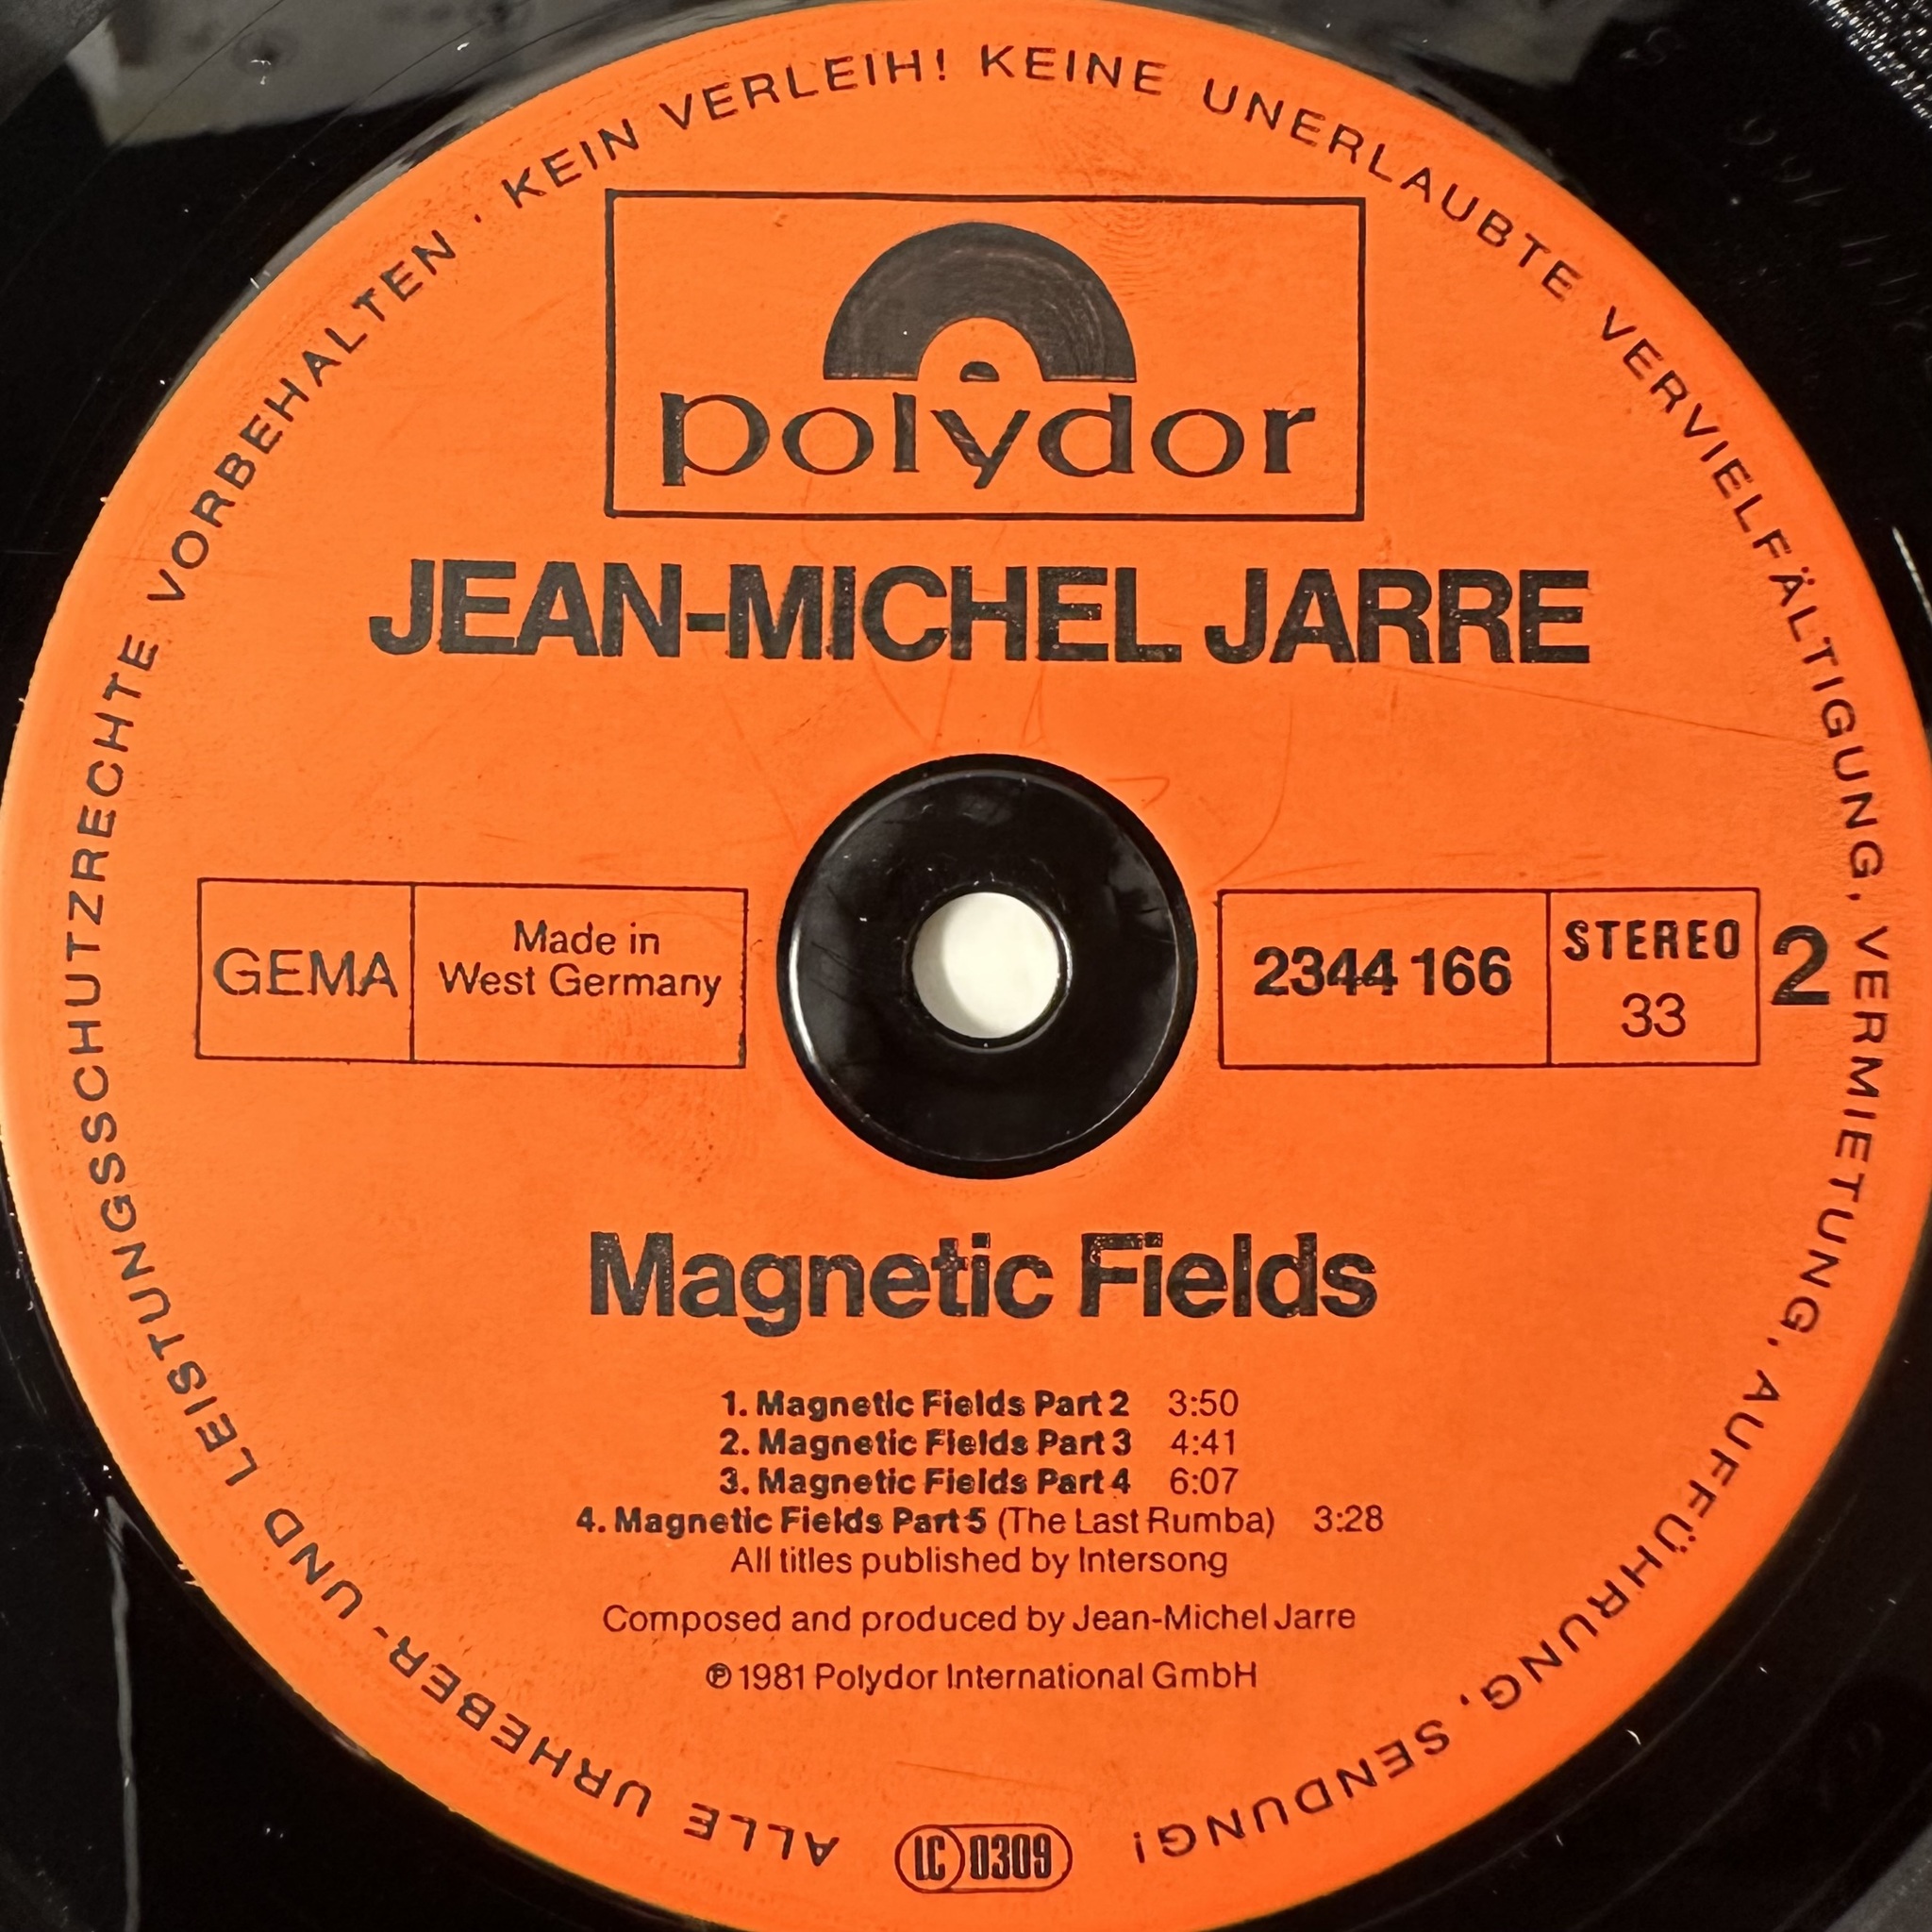 ALLE URHEBER- UND LEISTUNGSSCHUTZRECHTE VORBEHALTEN · KEIN VERLEIH! KEINE UNERLAUBTE VERVIELFÄLTIGUNG, VERMIETUNG, AUFFÜHRUNG, SENDUNG!
polydor
JEAN-MICHEL JARRE
GEMA
Made in
West Germany
2344 166
STEREO
33
2
Magnetic Fields
1. Magnetic Fields Part 2 3:50
2. Magnetic Fields Part 3 4:41
3. Magnetic Fields Part 4 6:07
4. Magnetic Fields Part 5 (The Last Rumba) 3:28
All titles published by Intersong
Composed and produced by Jean-Michel Jarre
℗ 1981 Polydor International GmbH
LC 0309